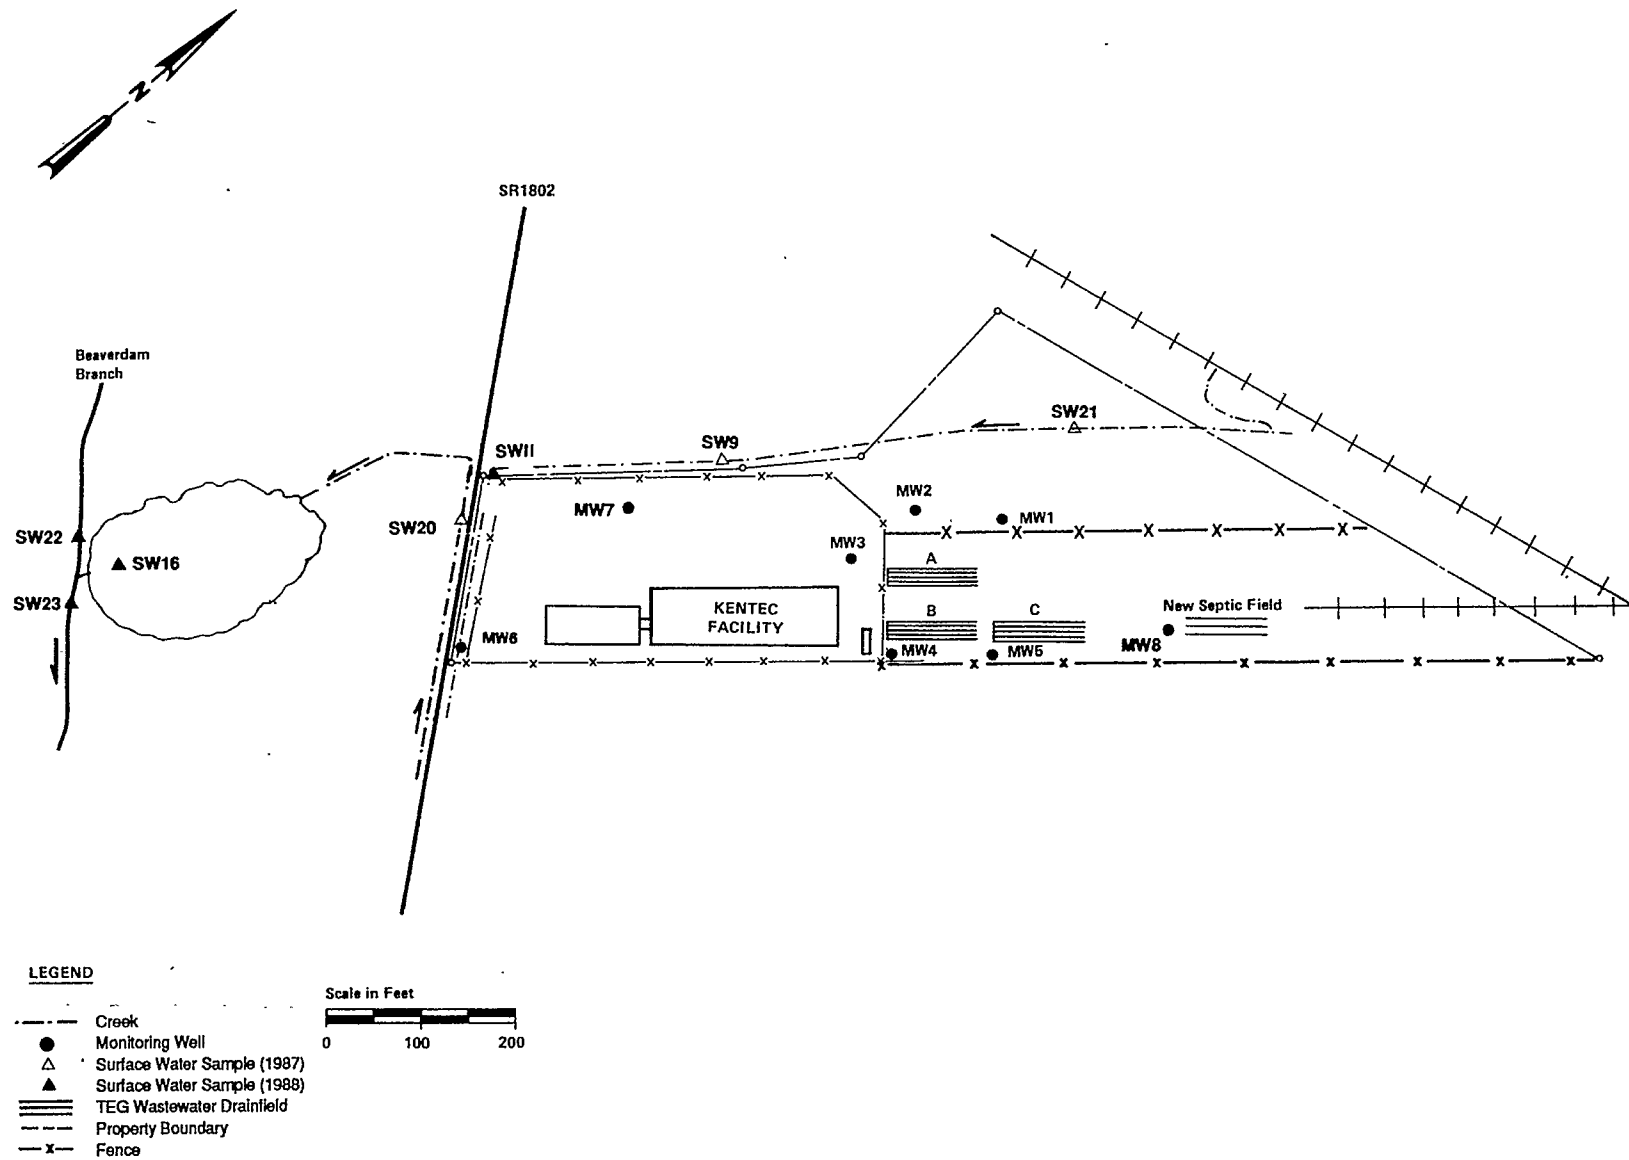 N
SR1802
Beaverdam
Branch
SW21
SW9
SW11
MW2
MW7
MW1
SW20
SW22
MW3
SW16
A
SW23
KENTEC
FACILITY
B
C
New Septic Field
MW6
MW4
MW5
MW8
LEGEND
Scale in Feet
0 100 200
Creek
Monitoring Well
Surface Water Sample (1987)
Surface Water Sample (1988)
TEG Wastewater Drainfield
Property Boundary
Fence